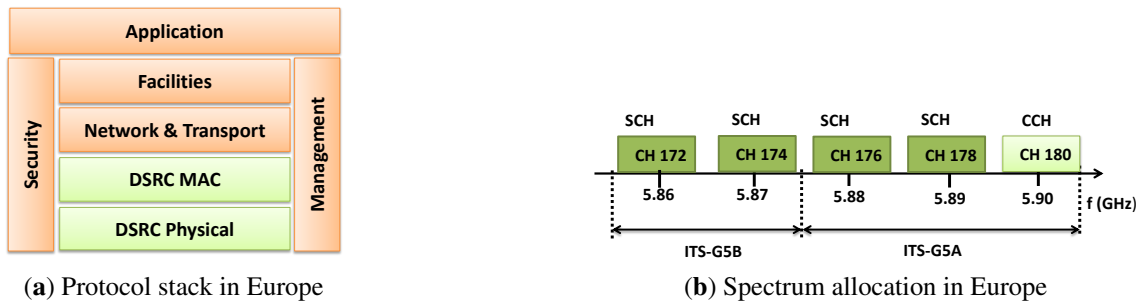 Application
Security
Facilities
Network & Transport
DSRC MAC
DSRC Physical
Management
(a) Protocol stack in Europe
SCH
SCH
SCH
SCH
CCH
CH 172
CH 174
CH 176
CH 178
CH 180
5.86
5.87
5.88
5.89
5.90
f (GHz)
ITS-G5B
ITS-G5A
(b) Spectrum allocation in Europe